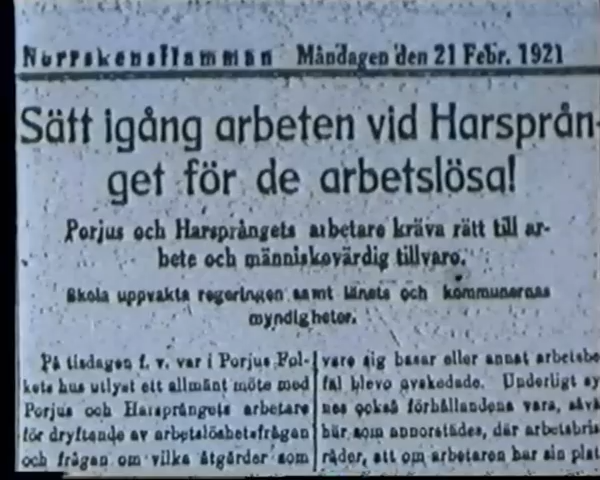 Norrskensflamman Måndagen den 21 Febr. 1921
Sätt igång arbeten vid Harsprån-
get för de arbetslösa!
Porjus och Harsprångets arbetare kräva rätt till ar-
bete och människovärdig tillvaro.
Skola uppvakta regeringen samt länets och kommunernas
myndigheter.
På tisdagen f. v. var i Porjus Fol-
kets hus utlyst ett allmänt möte med
Porjus och Harsprångets arbetare
för dryftande av arbetslöshetsfrågan
och frågan om vilka åtgärder som
vare sig basar eller annat arbetsbe
fäl blevo avskedade. Underligt sy
nes också förhållandena vara, såvä
här som annorstädes, där arbetsbris
råder, att om arbetaren har sin plat